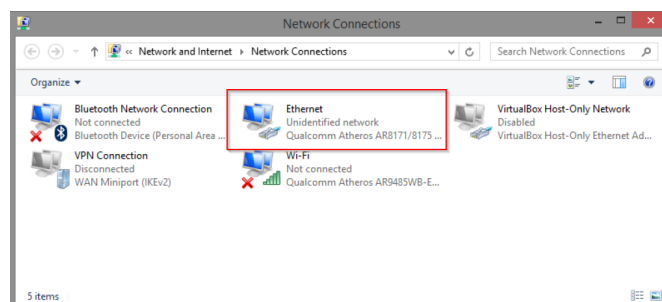 Network Connections
« Network and Internet Network Connections
Search Network Connections
Organize
Bluetooth Network Connection
Not connected
Bluetooth Device (Personal Area ...
Ethernet
Unidentified network
Qualcomm Atheros AR8171/8175 ...
VirtualBox Host-Only Network
Disabled
VirtualBox Host-Only Ethernet Ad...
VPN Connection
Disconnected
WAN Miniport (IKEv2)
Wi-Fi
Not connected
Qualcomm Atheros AR9485WB-E...
5 items